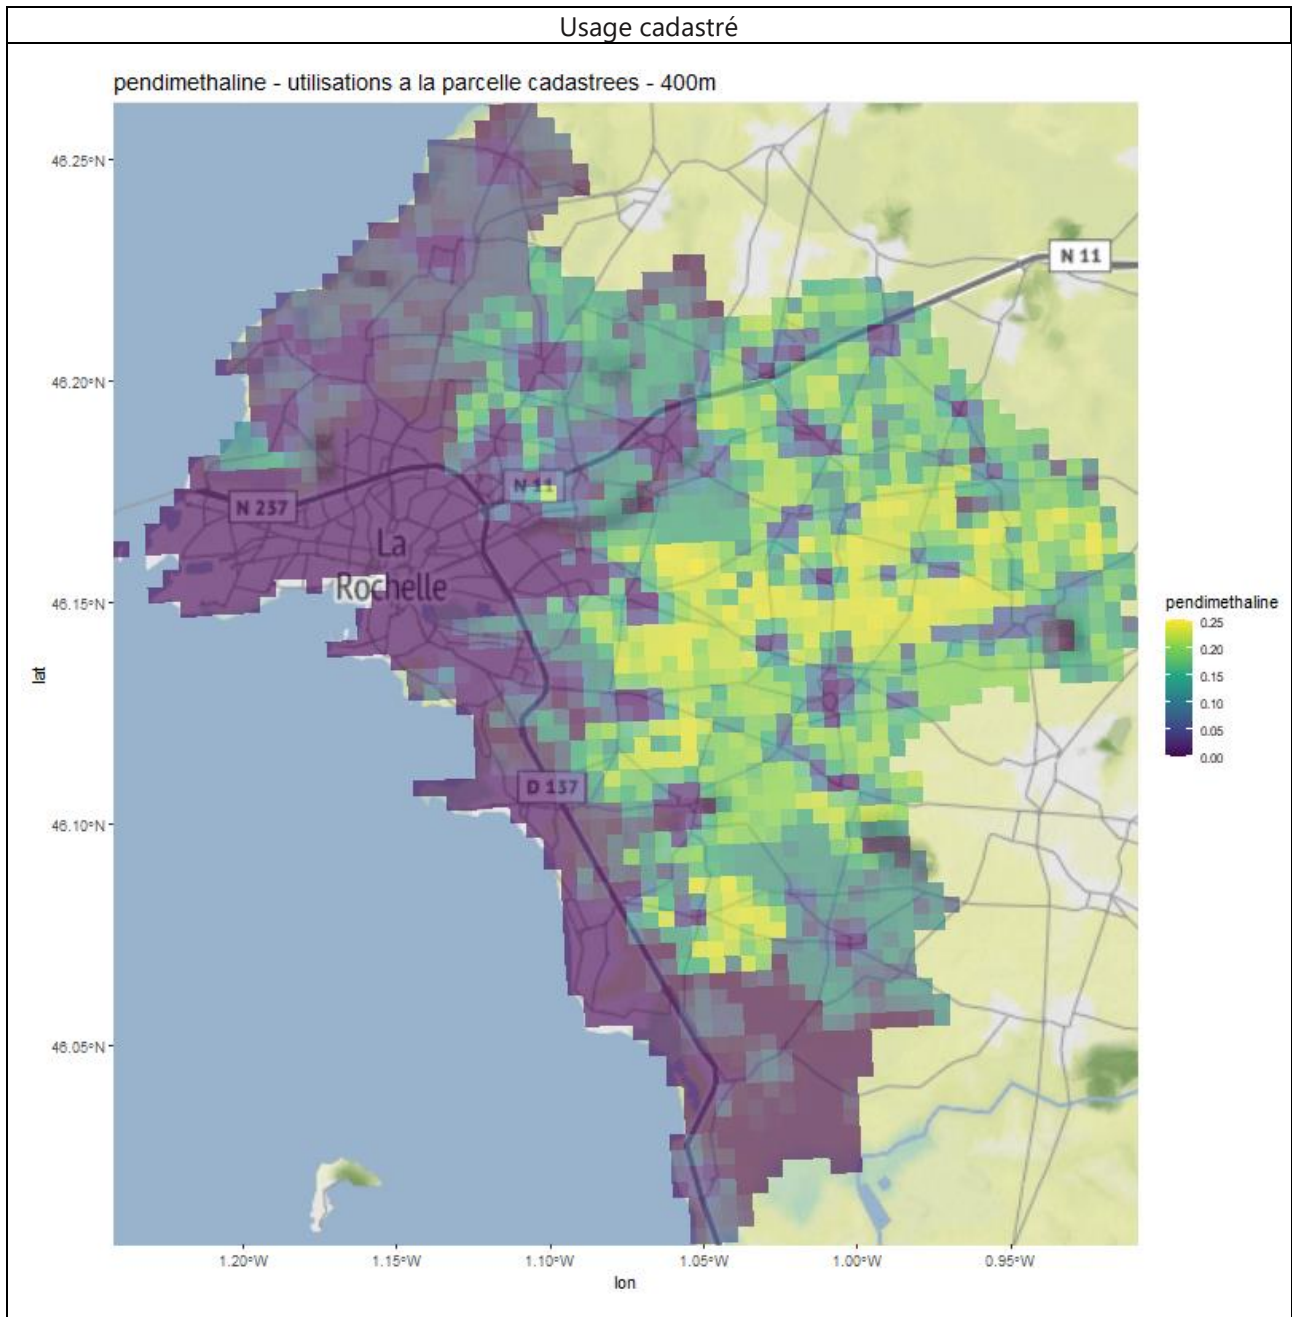 Usage cadastré
pendimethaline - utilisations a la parcelle cadastrees - 400m
46.25°N
46.20°N
46.15°N
46.10°N
46.05°N
lat
N 11
N 11
N 237
La
Rochelle
D 137
pendimethaline
0.25
0.20
0.15
0.10
0.05
0.00
1.20°W
1.15°W
1.10°W
1.05°W
1.00°W
0.95°W
lon